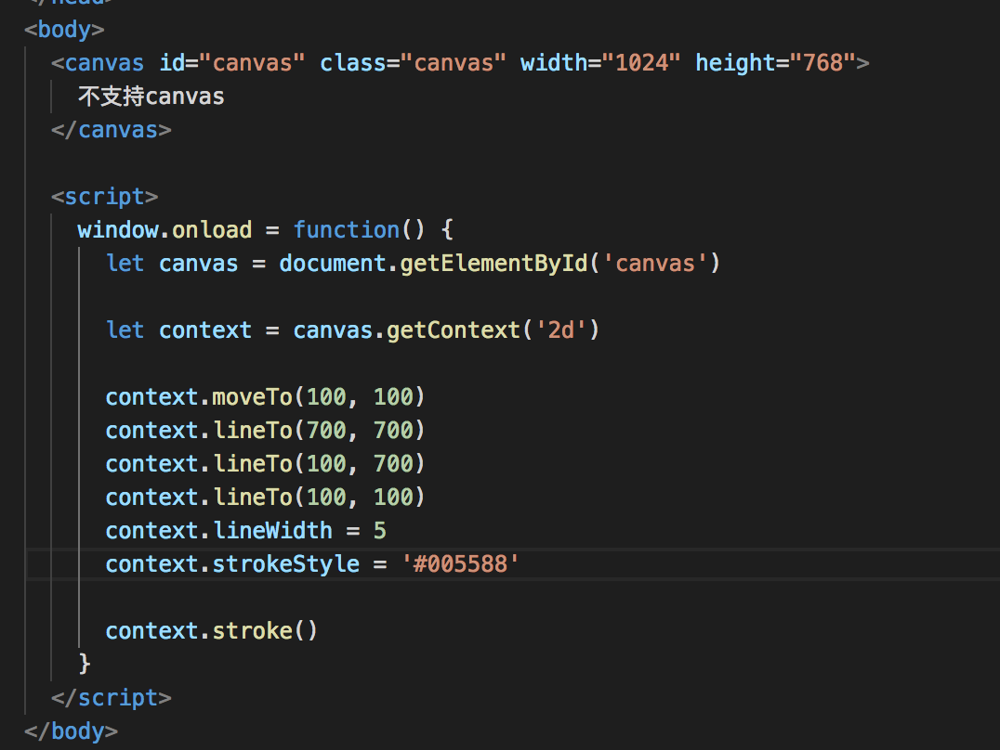 </head>
<body>
<canvas id="canvas" class="canvas" width="1024" height="768">
不支持canvas
</canvas>
<script>
window.onload = function() {
let canvas = document.getElementById('canvas')
let context = canvas.getContext('2d')
context.moveTo(100, 100)
context.lineTo(700, 700)
context.lineTo(100, 700)
context.lineTo(100, 100)
context.lineWidth = 5
context.strokeStyle = '#005588'
context.stroke()
}
</script>
</body>